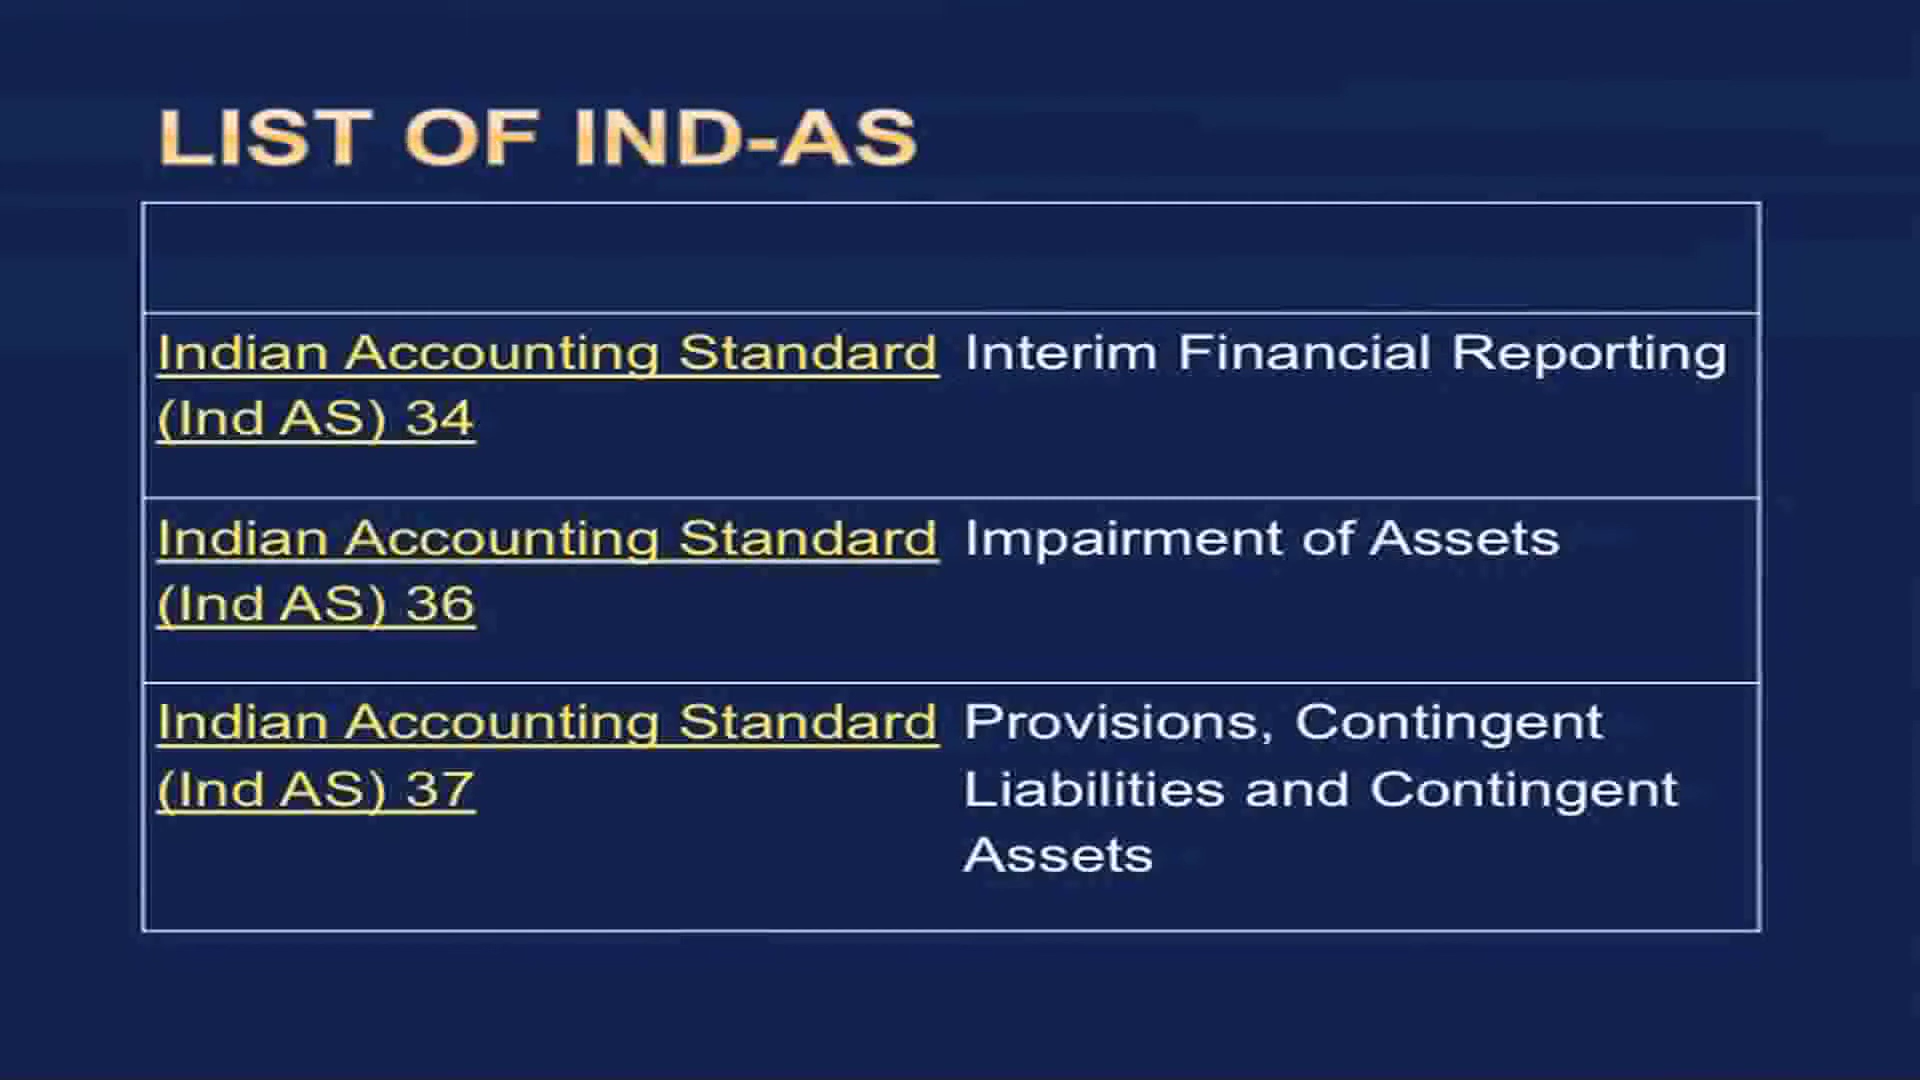 LIST OF IND-AS
Indian Accounting Standard Interim Financial Reporting
(Ind AS) 34
Indian Accounting Standard Impairment of Assets
(Ind AS) 36
Indian Accounting Standard Provisions, Contingent
(Ind AS) 37 Liabilities and Contingent
Assets